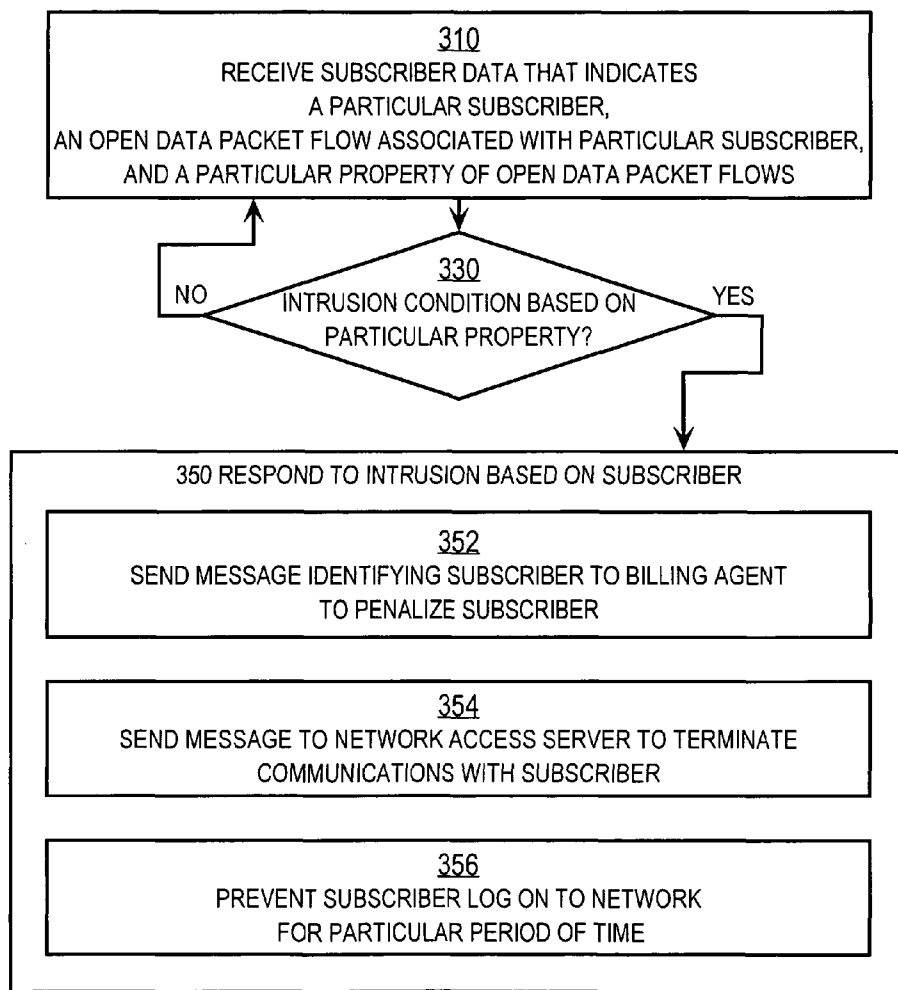 310
RECEIVE SUBSCRIBER DATA THAT INDICATES
A PARTICULAR SUBSCRIBER,
AN OPEN DATA PACKET FLOW ASSOCIATED WITH PARTICULAR SUBSCRIBER,
AND A PARTICULAR PROPERTY OF OPEN DATA PACKET FLOWS
330
INTRUSION CONDITION BASED ON
PARTICULAR PROPERTY?
NO
YES
350 RESPOND TO INTRUSION BASED ON SUBSCRIBER
352
SEND MESSAGE IDENTIFYING SUBSCRIBER TO BILLING AGENT
TO PENALIZE SUBSCRIBER
354
SEND MESSAGE TO NETWORK ACCESS SERVER TO TERMINATE
COMMUNICATIONS WITH SUBSCRIBER
356
PREVENT SUBSCRIBER LOG ON TO NETWORK
FOR PARTICULAR PERIOD OF TIME